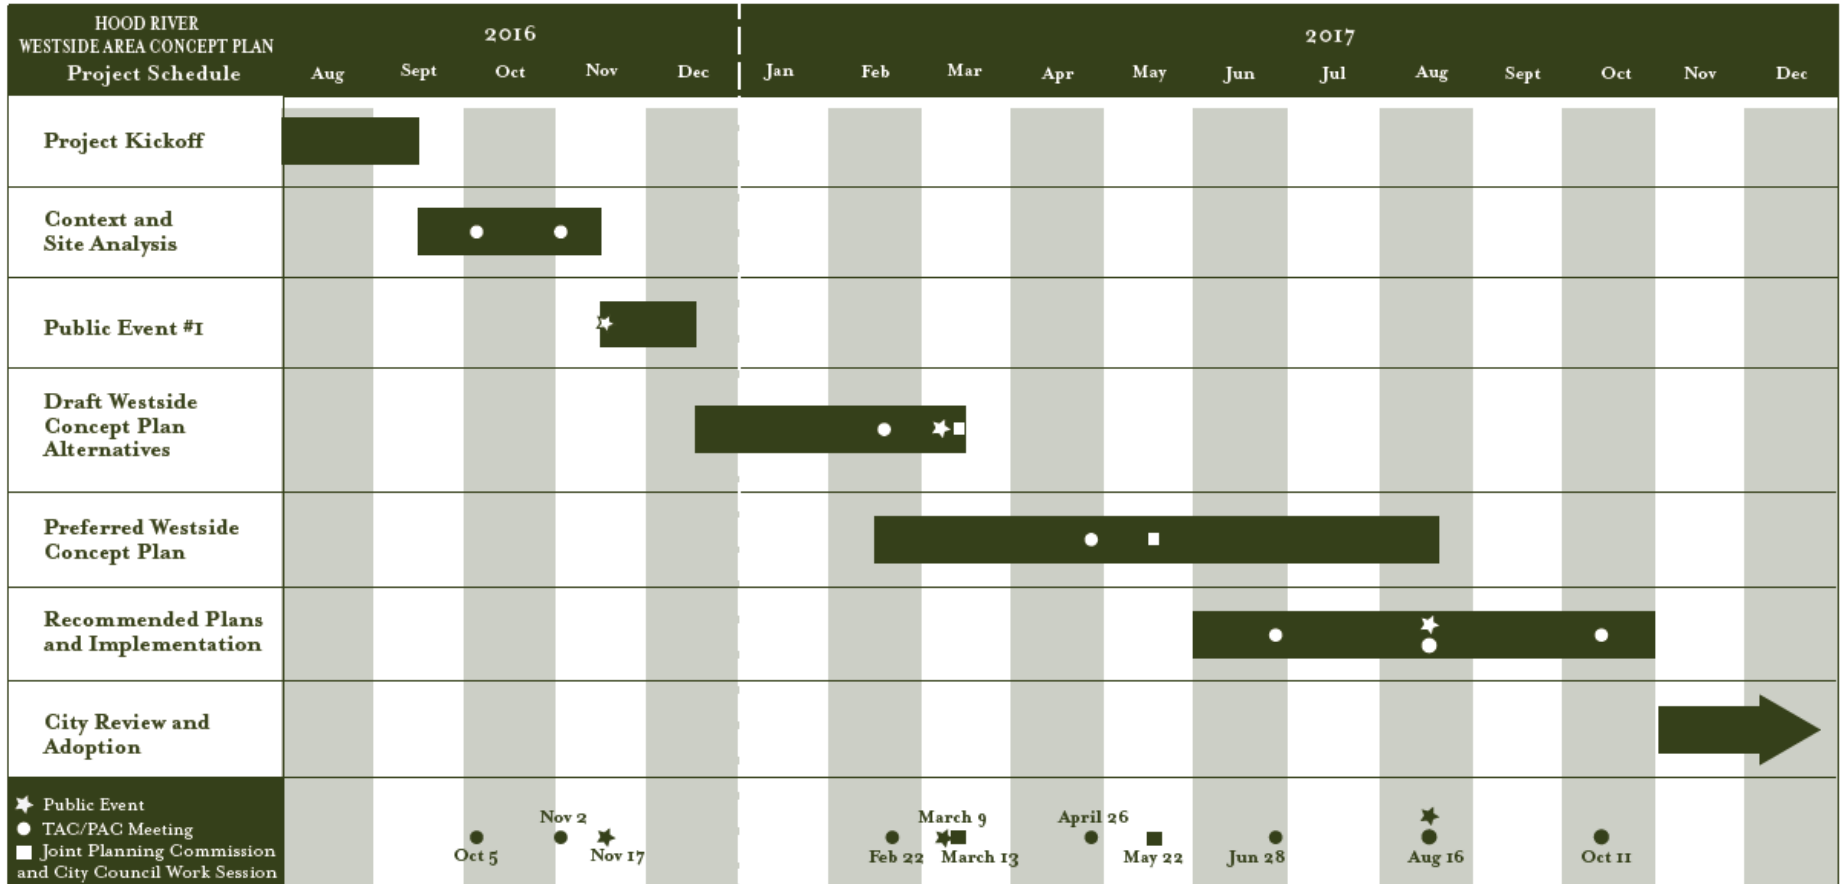 HOOD RIVER
WESTSIDE AREA CONCEPT PLAN
Project Schedule
2016
2017
Aug Sept Oct Nov Dec Jan Feb Mar Apr May Jun Jul Aug Sept Oct Nov Dec
Project Kickoff
Context and
Site Analysis
Public Event #1
Draft Westside
Concept Plan
Alternatives
Preferred Westside
Concept Plan
Recommended Plans
and Implementation
City Review and
Adoption
Public Event
TAC/PAC Meeting
Joint Planning Commission
and City Council Work Session
Oct 5
Nov 2
Nov 17
Feb 22
March 9
March 13
April 26
May 22
Jun 28
Aug 16
Oct 11